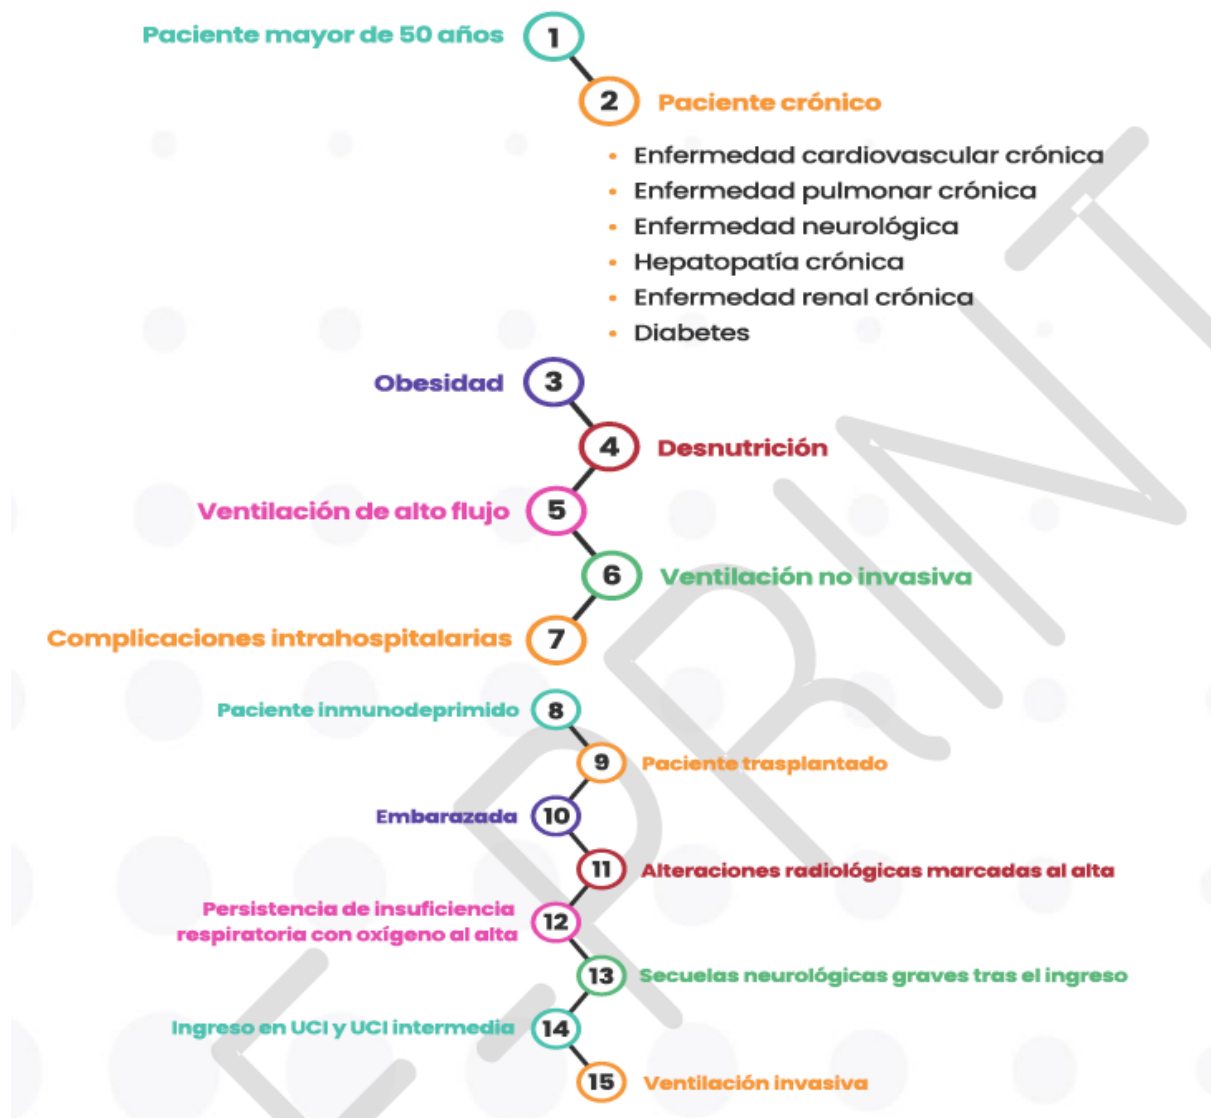 Paciente mayor de 50 años
1
2
Paciente crónico
• Enfermedad cardiovascular crónica
• Enfermedad pulmonar crónica
• Enfermedad neurológica
• Hepatopatía crónica
• Enfermedad renal crónica
• Diabetes
Obesidad
3
4
Desnutrición
Ventilación de alto flujo
5
6
Ventilación no invasiva
Complicaciones intrahospitalarias
7
Paciente inmunodeprimido
8
9
Paciente trasplantado
Embarazada
10
11
Alteraciones radiológicas marcadas al alta
Persistencia de insuficiencia
respiratoria con oxígeno al alta
12
13
Secuelas neurológicas graves tras el ingreso
Ingreso en UCI y UCI intermedia
14
15
Ventilación invasiva
E-PRINT